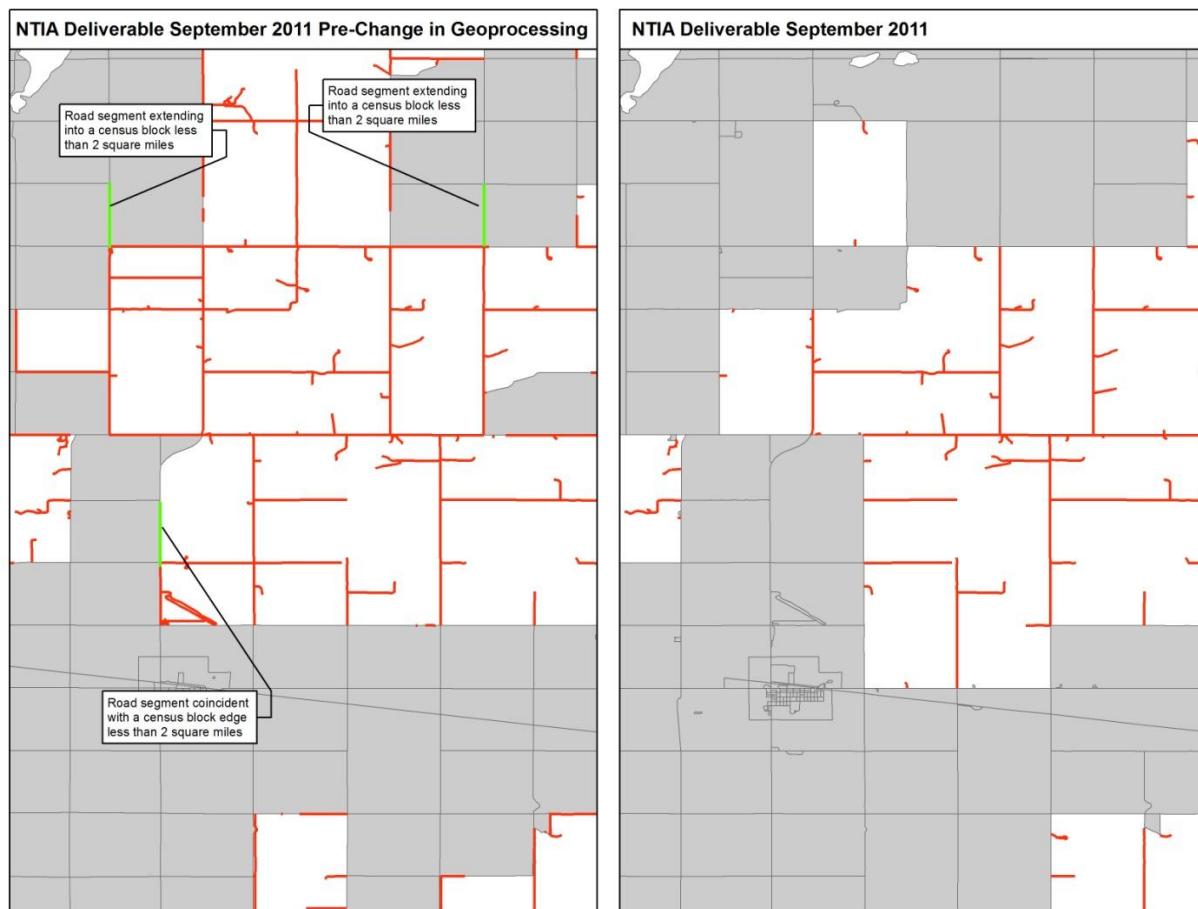 NTIA Deliverable September 2011 Pre-Change in Geoprocessing
NTIA Deliverable September 2011
Road segment extending
into a census block less
than 2 square miles
Road segment extending
into a census block less
than 2 square miles
Road segment coincident
with a census block edge
less than 2 square miles